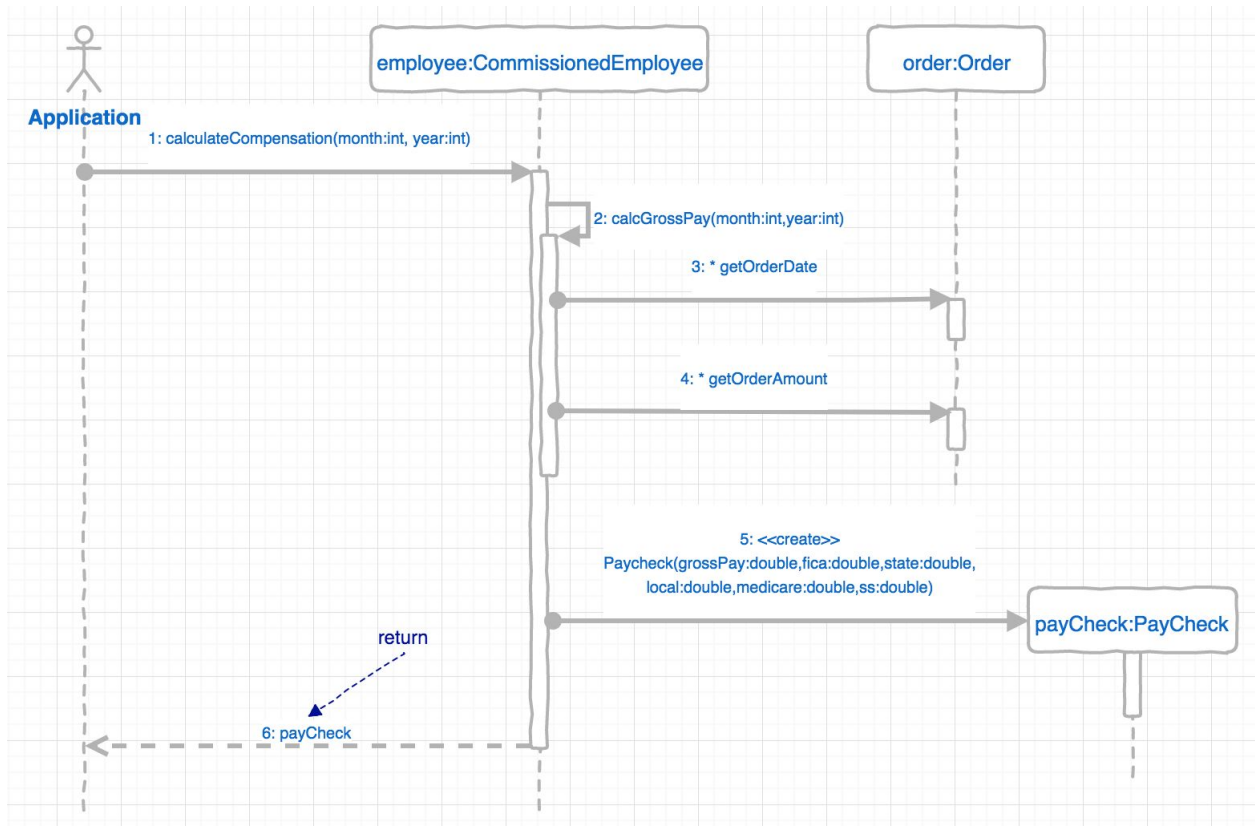 employee:CommissionedEmployee
order:Order
Application
1: calculateCompensation(month:int, year:int)
2: calcGrossPay(month:int,year:int)
3: * getOrderDate
4: * getOrderAmount
5: <<create>>
Paycheck(grossPay:double,fica:double,state:double,
local:double,medicare:double,ss:double)
payCheck:PayCheck
return
6: payCheck